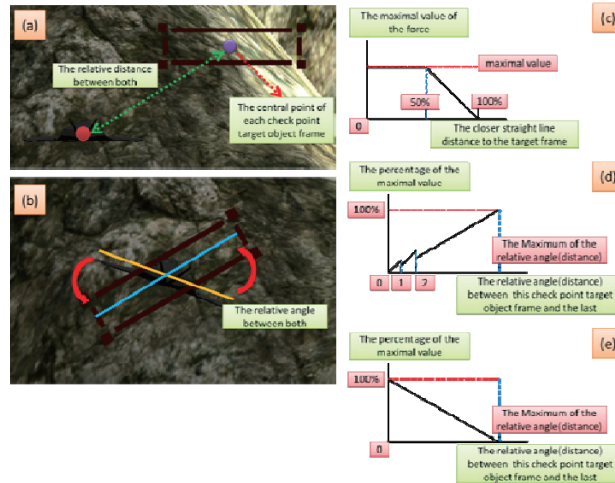 (a)
The relative distance
between both
The central point of
each check point
target object frame
(b)
The relative angle
between both
(c)
The maximal value of
the force
maximal value
50%
100%
0
The closer straight line
distance to the target frame
(d)
The percentage of the
maximal value
100%
The Maximum of the
relative angle(distance)
0
1
2
The relative angle(distance)
between this check point target
object frame and the last
(e)
The percentage of the
maximal value
100%
The Maximum of the
relative angle(distance)
0
The relative angle(distance)
between this check point target
object frame and the last